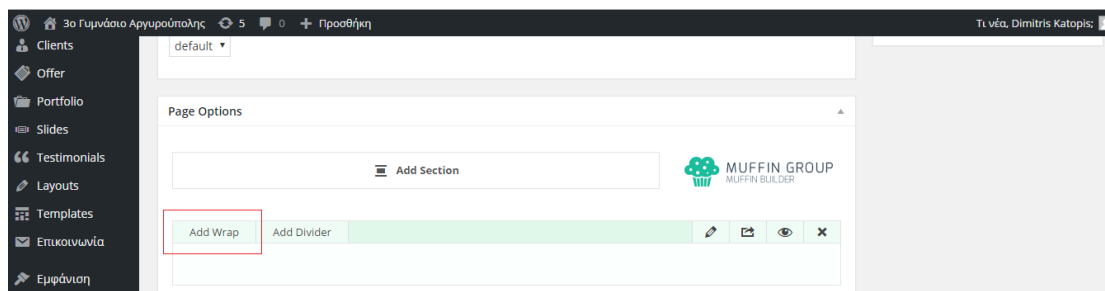 3ο Γυμνάσιο Αργυρούπολης 5 0 + Προσθήκη Τι νέα, Dimitris Katopis;
Clients
default
Offer
Portfolio
Page Options
Slides
Testimonials
Add Section
MUFFIN GROUP
MUFFIN BUILDER
Layouts
Templates
Add Wrap Add Divider
Επικοινωνία
Εμφάνιση